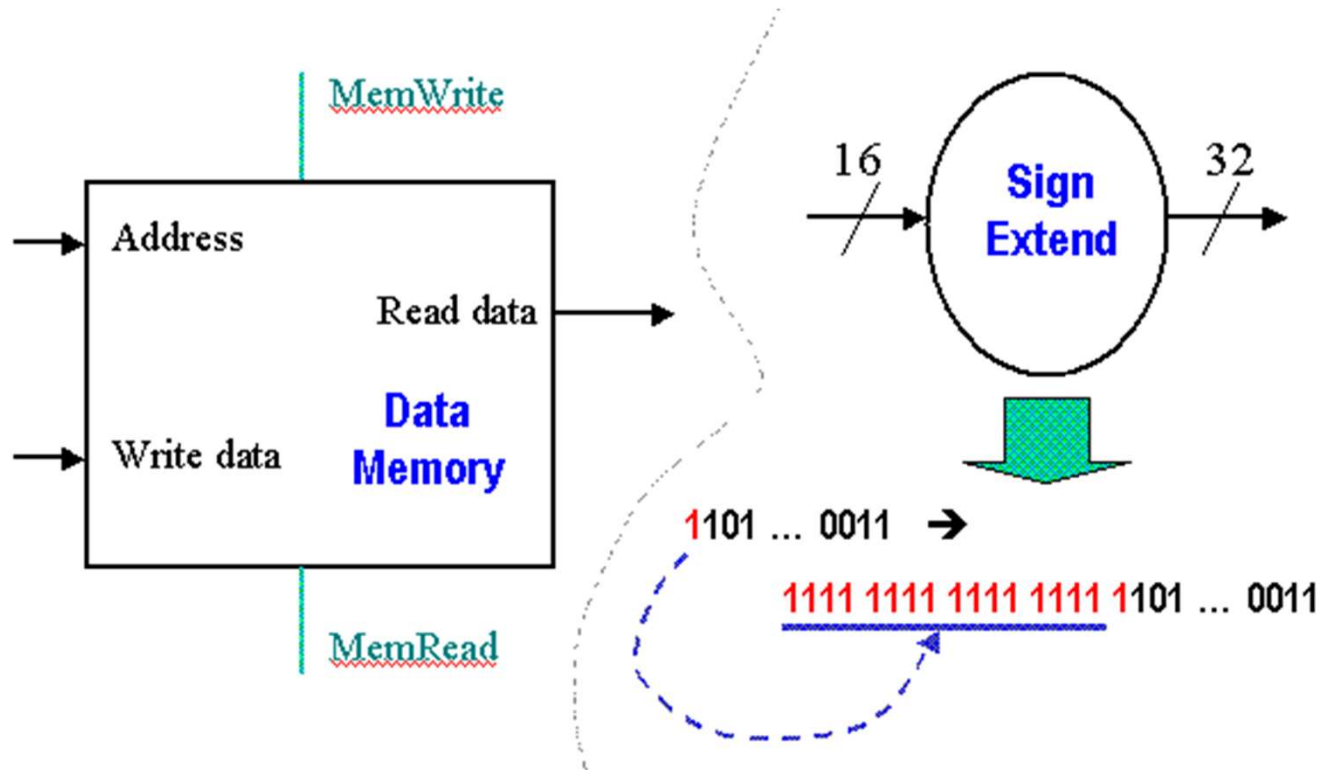 MemWrite
Address
Read data
Data
Memory
Write data
MemRead
16
Sign
Extend
32
1101 ... 0011 ➔
1111 1111 1111 1111 1101 ... 0011